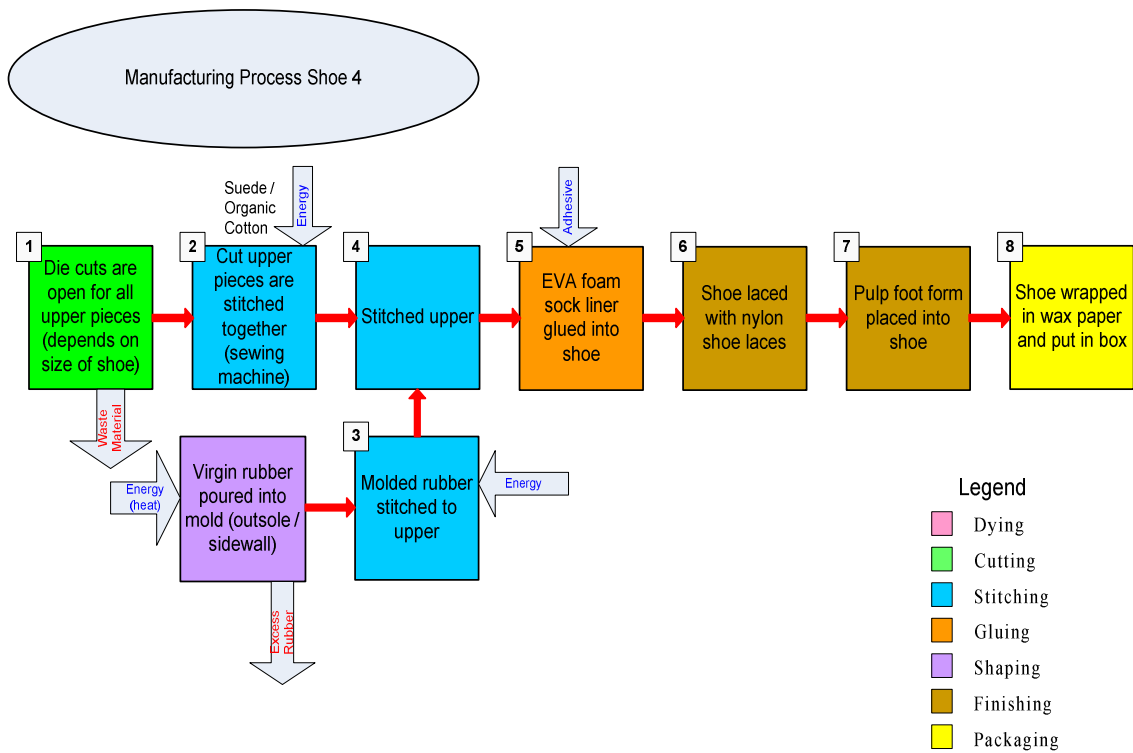 Manufacturing Process Shoe 4
Suede /
Organic
Cotton
Energy
Adhesive
1
Die cuts are
open for all
upper pieces
(depends on
size of shoe)
2
Cut upper
pieces are
stitched
together
(sewing
machine)
4
Stitched upper
5
EVA foam
sock liner
glued into
shoe
6
Shoe laced
with nylon
shoe laces
7
Pulp foot form
placed into
shoe
8
Shoe wrapped
in wax paper
and put in box
Waste
Material
Energy
(heat)
Virgin rubber
poured into
mold (outsole /
sidewall)
3
Molded rubber
stitched to
upper
Energy
Excess
Rubber
Legend
Dying
Cutting
Stitching
Gluing
Shaping
Finishing
Packaging